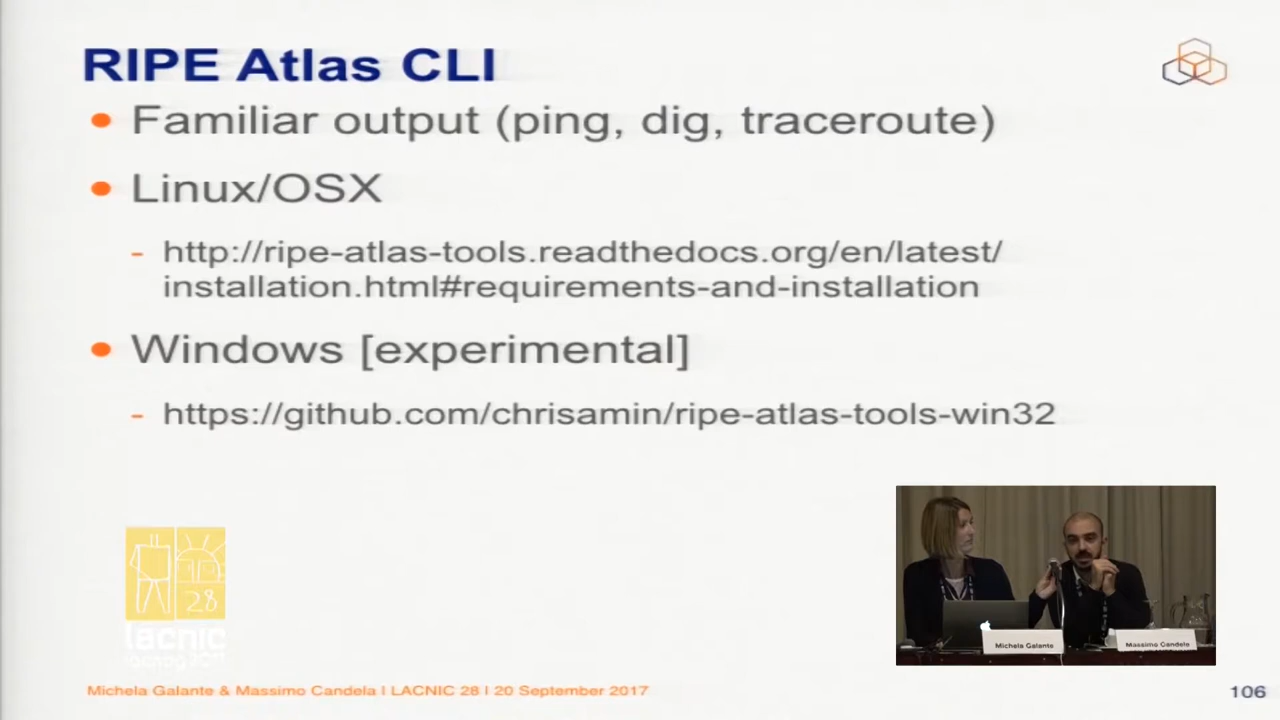 RIPE Atlas CLI
Familiar output (ping, dig, traceroute)
Linux/OSX
- http://ripe-atlas-tools.readthedocs.org/en/latest/
installation.html#requirements-and-installation
Windows [experimental]
- https://github.com/chrisamin/ripe-atlas-tools-win32
28
lacnic
Michela Galante
Massimo Candela
Michela Galante & Massimo Candela | LACNIC 28 | 20 September 2017
106